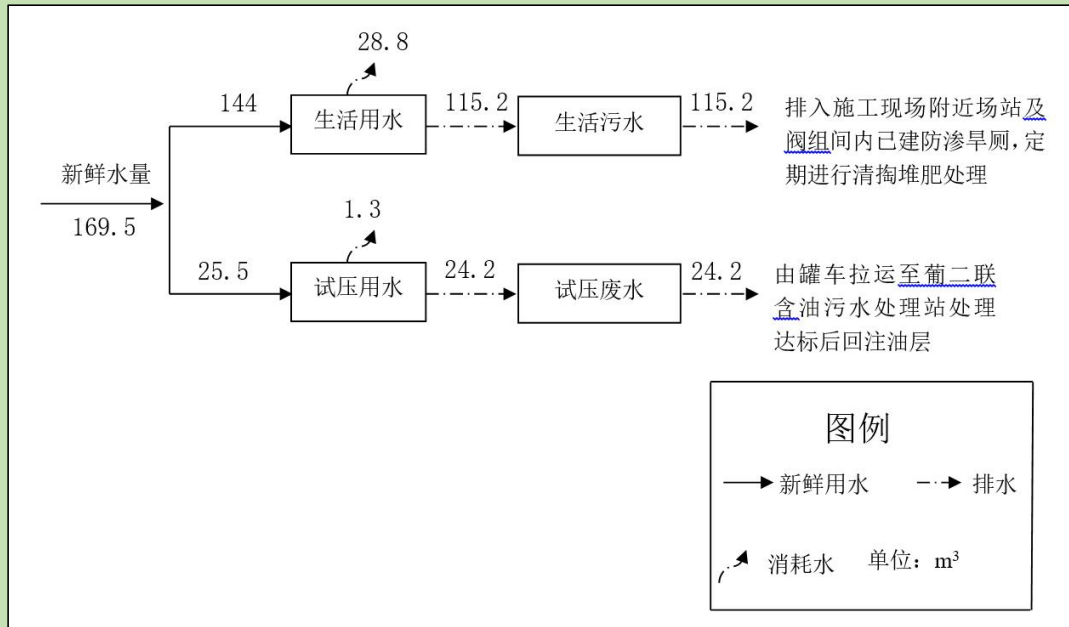 28.8
144
生活用水
115.2
生活污水
115.2
排入施工现场附近场站及
阀组间内已建防渗旱厕,定
期进行清掏堆肥处理
新鲜水量
169.5
1.3
25.5
试压用水
24.2
试压废水
24.2
由罐车拉运至葡二联
含油污水处理站处理
达标后回注油层
图例
新鲜用水
排水
消耗水
单位：m³